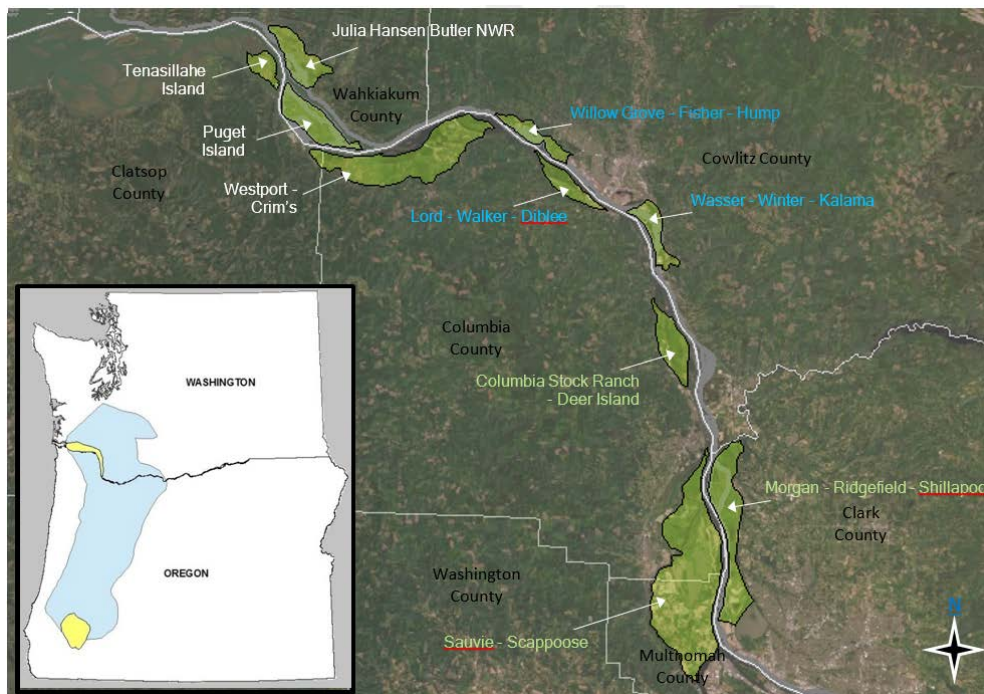 Julia Hansen Butler NWR
Tenasillahe
Island
Wahkiakum
County
Willow Grove - Fisher - Hump
Puget
Island
Cowlitz County
Clatsop
County
Westport -
Crim's
Wasser - Winter - Kalama
Lord - Walker - Diblee
Columbia
County
Columbia Stock Ranch
- Deer Island
WASHINGTON
Morgan - Ridgefield - Shillapoo
Clark
County
OREGON
Washington
County
N
Sauvie - Scappoose
Multnomah
County